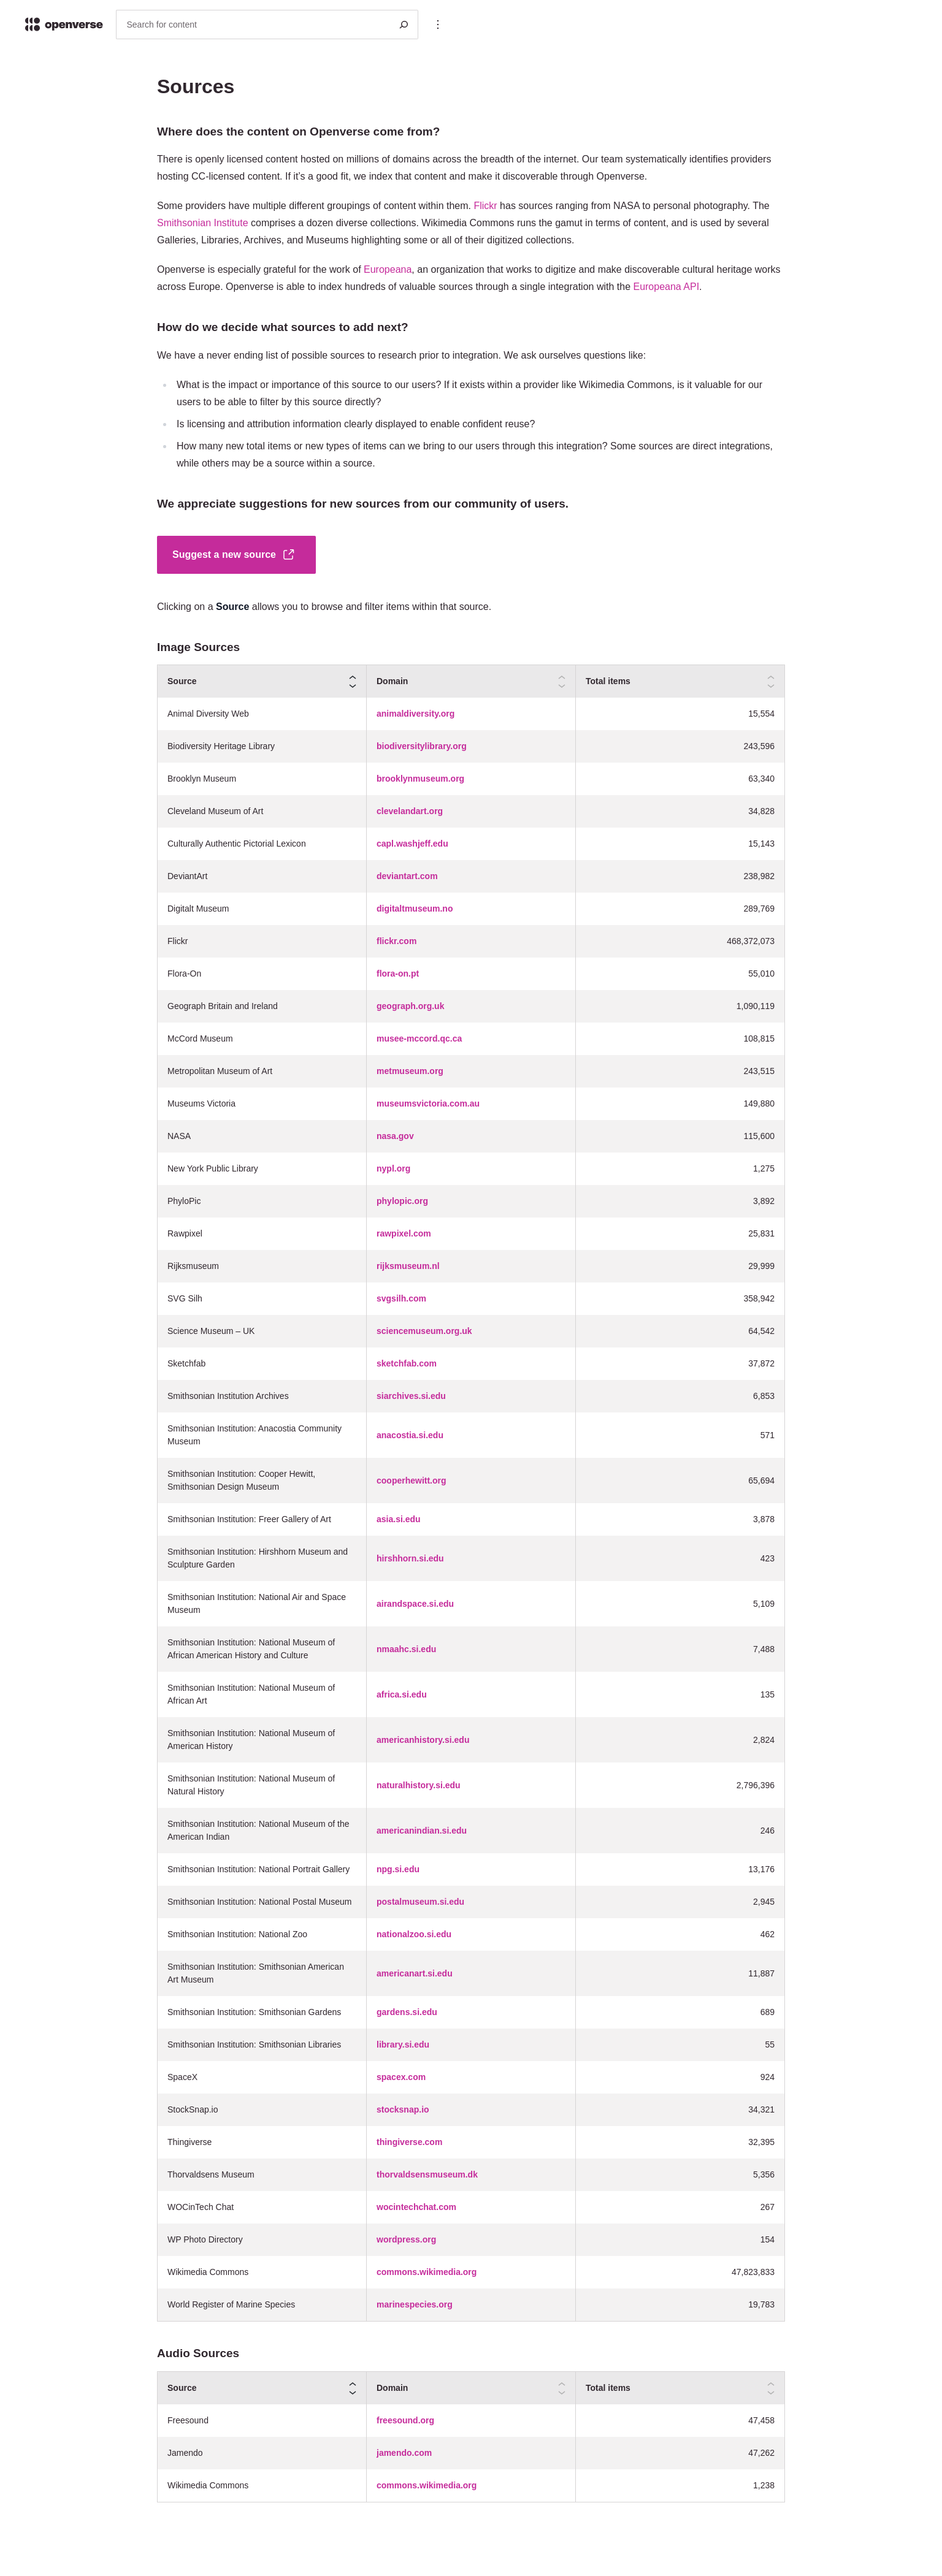 openverse
Search for content
Sources
Where does the content on Openverse come from?
There is openly licensed content hosted on millions of domains across the breadth of the internet. Our team systematically identifies providers
hosting CC-licensed content. If it's a good fit, we index that content and make it discoverable through Openverse.
Some providers have multiple different groupings of content within them. Flickr has sources ranging from NASA to personal photography. The
Smithsonian Institute comprises a dozen diverse collections. Wikimedia Commons runs the gamut in terms of content, and is used by several
Galleries, Libraries, Archives, and Museums highlighting some or all of their digitized collections.
Openverse is especially grateful for the work of Europeana, an organization that works to digitize and make discoverable cultural heritage works
across Europe. Openverse is able to index hundreds of valuable sources through a single integration with the Europeana API.
How do we decide what sources to add next?
We have a never ending list of possible sources to research prior to integration. We ask ourselves questions like:
What is the impact or importance of this source to our users? If it exists within a provider like Wikimedia Commons, is it valuable for our
users to be able to filter by this source directly?
Is licensing and attribution information clearly displayed to enable confident reuse?
How many new total items or new types of items can we bring to our users through this integration? Some sources are direct integrations,
while others may be a source within a source.
We appreciate suggestions for new sources from our community of users.
Suggest a new source
Clicking on a Source allows you to browse and filter items within that source.
Image Sources
Source Domain Total items
Animal Diversity Web animaldiversity.org 15,554
Biodiversity Heritage Library biodiversitylibrary.org 243,596
Brooklyn Museum brooklynmuseum.org 63,340
Cleveland Museum of Art clevelandart.org 34,828
Culturally Authentic Pictorial Lexicon capl.washjeff.edu 15,143
DeviantArt deviantart.com 238,982
Digitalt Museum digitaltmuseum.no 289,769
Flickr flickr.com 468,372,073
Flora-On flora-on.pt 55,010
Geograph Britain and Ireland geograph.org.uk 1,090,119
McCord Museum musee-mccord.qc.ca 108,815
Metropolitan Museum of Art metmuseum.org 243,515
Museums Victoria museumsvictoria.com.au 149,880
NASA nasa.gov 115,600
New York Public Library nypl.org 1,275
PhyloPic phylopic.org 3,892
Rawpixel rawpixel.com 25,831
Rijksmuseum rijksmuseum.nl 29,999
SVG Silh svgsilh.com 358,942
Science Museum – UK sciencemuseum.org.uk 64,542
Sketchfab sketchfab.com 37,872
Smithsonian Institution Archives siarchives.si.edu 6,853
Smithsonian Institution: Anacostia Community
Museum anacostia.si.edu 571
Smithsonian Institution: Cooper Hewitt,
Smithsonian Design Museum cooperhewitt.org 65,694
Smithsonian Institution: Freer Gallery of Art asia.si.edu 3,878
Smithsonian Institution: Hirshhorn Museum and
Sculpture Garden hirshhorn.si.edu 423
Smithsonian Institution: National Air and Space
Museum airandspace.si.edu 5,109
Smithsonian Institution: National Museum of
African American History and Culture nmaahc.si.edu 7,488
Smithsonian Institution: National Museum of
African Art africa.si.edu 135
Smithsonian Institution: National Museum of
American History americanhistory.si.edu 2,824
Smithsonian Institution: National Museum of
Natural History naturalhistory.si.edu 2,796,396
Smithsonian Institution: National Museum of the
American Indian americanindian.si.edu 246
Smithsonian Institution: National Portrait Gallery npg.si.edu 13,176
Smithsonian Institution: National Postal Museum postalmuseum.si.edu 2,945
Smithsonian Institution: National Zoo nationalzoo.si.edu 462
Smithsonian Institution: Smithsonian American
Art Museum americanart.si.edu 11,887
Smithsonian Institution: Smithsonian Gardens gardens.si.edu 689
Smithsonian Institution: Smithsonian Libraries library.si.edu 55
SpaceX spacex.com 924
StockSnap.io stocksnap.io 34,321
Thingiverse thingiverse.com 32,395
Thorvaldsens Museum thorvaldsensmuseum.dk 5,356
WOCinTech Chat wocintechchat.com 267
WP Photo Directory wordpress.org 154
Wikimedia Commons commons.wikimedia.org 47,823,833
World Register of Marine Species marinespecies.org 19,783
Audio Sources
Source Domain Total items
Freesound freesound.org 47,458
Jamendo jamendo.com 47,262
Wikimedia Commons commons.wikimedia.org 1,238